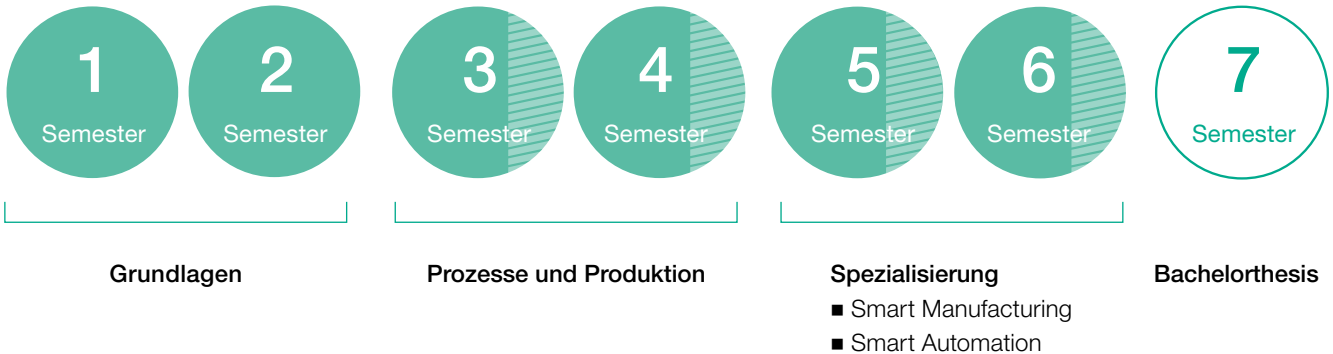 1
Semester
2
Semester
3
Semester
4
Semester
5
Semester
6
Semester
7
Semester
Grundlagen
Prozesse und Produktion
Spezialisierung
■ Smart Manufacturing
■ Smart Automation
Bachelorthesis